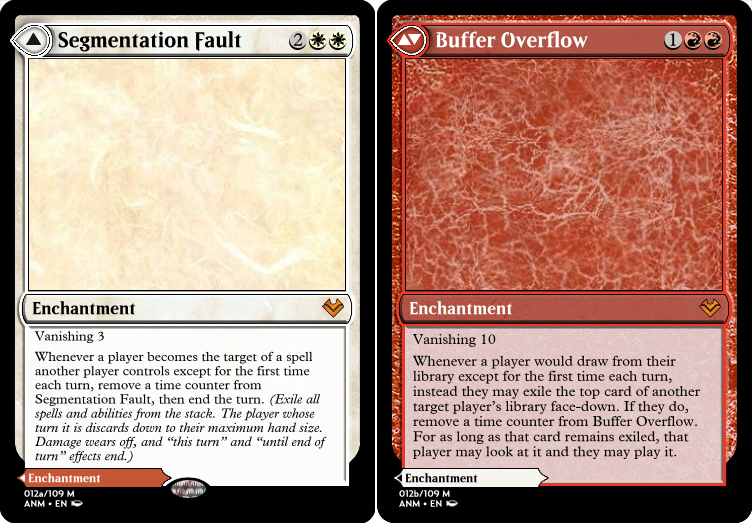 Segmentation Fault
2
Enchantment
Vanishing 3
Whenever a player becomes the target of a spell
another player controls except for the first time
each turn, remove a time counter from
Segmentation Fault, then end the turn. (Exile all
spells and abilities from the stack. The player whose
turn it is discards down to their maximum hand size.
Damage wears off, and “this turn” and “until end of
turn” effects end.)
Enchantment
012a/109 M
ANM • EN
Buffer Overflow
1
Enchantment
Vanishing 10
Whenever a player would draw from their
library except for the first time each turn,
instead they may exile the top card of another
target player’s library face-down. If they do,
remove a time counter from Buffer Overflow.
For as long as that card remains exiled, that
player may look at it and they may play it.
Enchantment
012b/109 M
ANM • EN